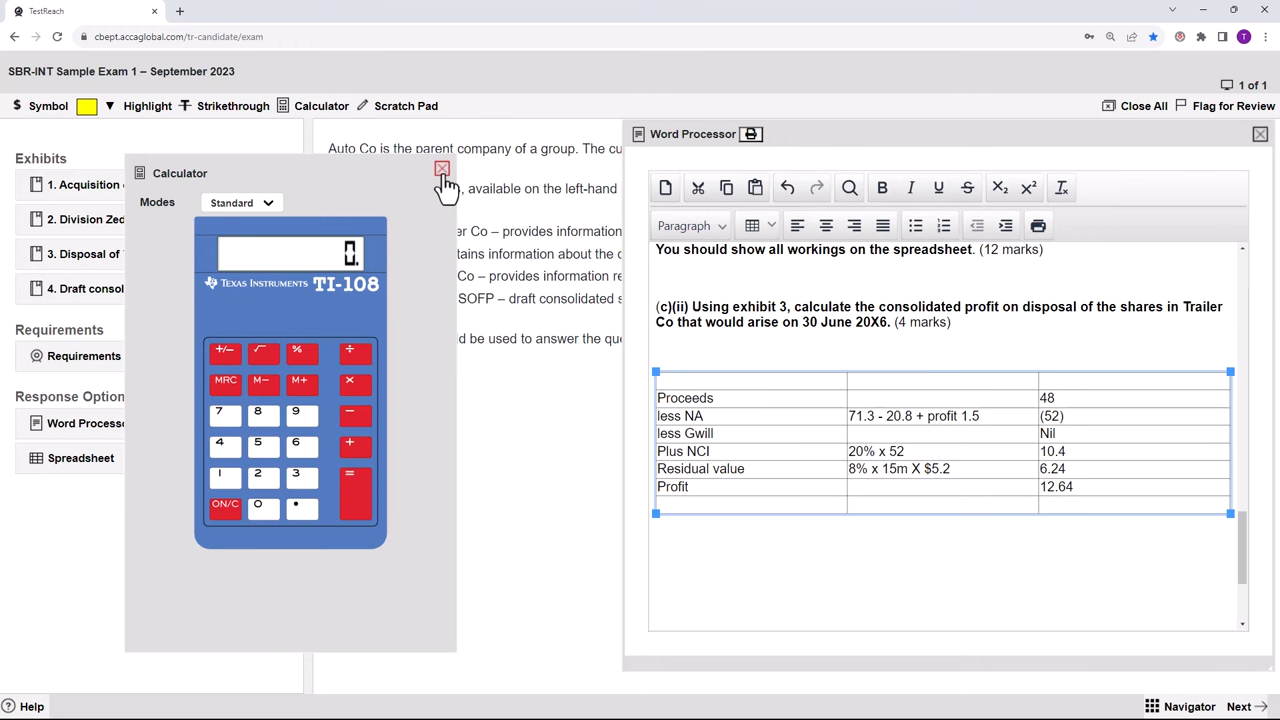 TestReach
cbept.accaglobal.com/tr-candidate/exam
T
SBR-INT Sample Exam 1 – September 2023
1 of 1
$ Symbol Highlight Strikethrough Calculator Scratch Pad
Close All Flag for Review
Exhibits
1. Acquisition
2. Division Zed
3. Disposal of
4. Draft consol
Requirements
Requirements
Response Option
Word Process
Spreadsheet
Calculator
Modes Standard
0.
TEXAS INSTRUMENTS TI-108
+/− √ % ÷
MRC M− M+ ×
7 8 9 −
4 5 6 +
1 2 3 =
ON/C 0 •
Auto Co is the parent company of a group. The cu
, available on the left-hand
er Co – provides information
tains information about the
Co – provides information re
SOFP – draft consolidated s
d be used to answer the que
Word Processor
B I U S X₂ X² Tx
Paragraph
You should show all workings on the spreadsheet. (12 marks)
(c)(ii) Using exhibit 3, calculate the consolidated profit on disposal of the shares in Trailer
Co that would arise on 30 June 20X6. (4 marks)
Proceeds 48
less NA 71.3 - 20.8 + profit 1.5 (52)
less Gwill Nil
Plus NCI 20% x 52 10.4
Residual value 8% x 15m X $5.2 6.24
Profit 12.64
Help
Navigator Next